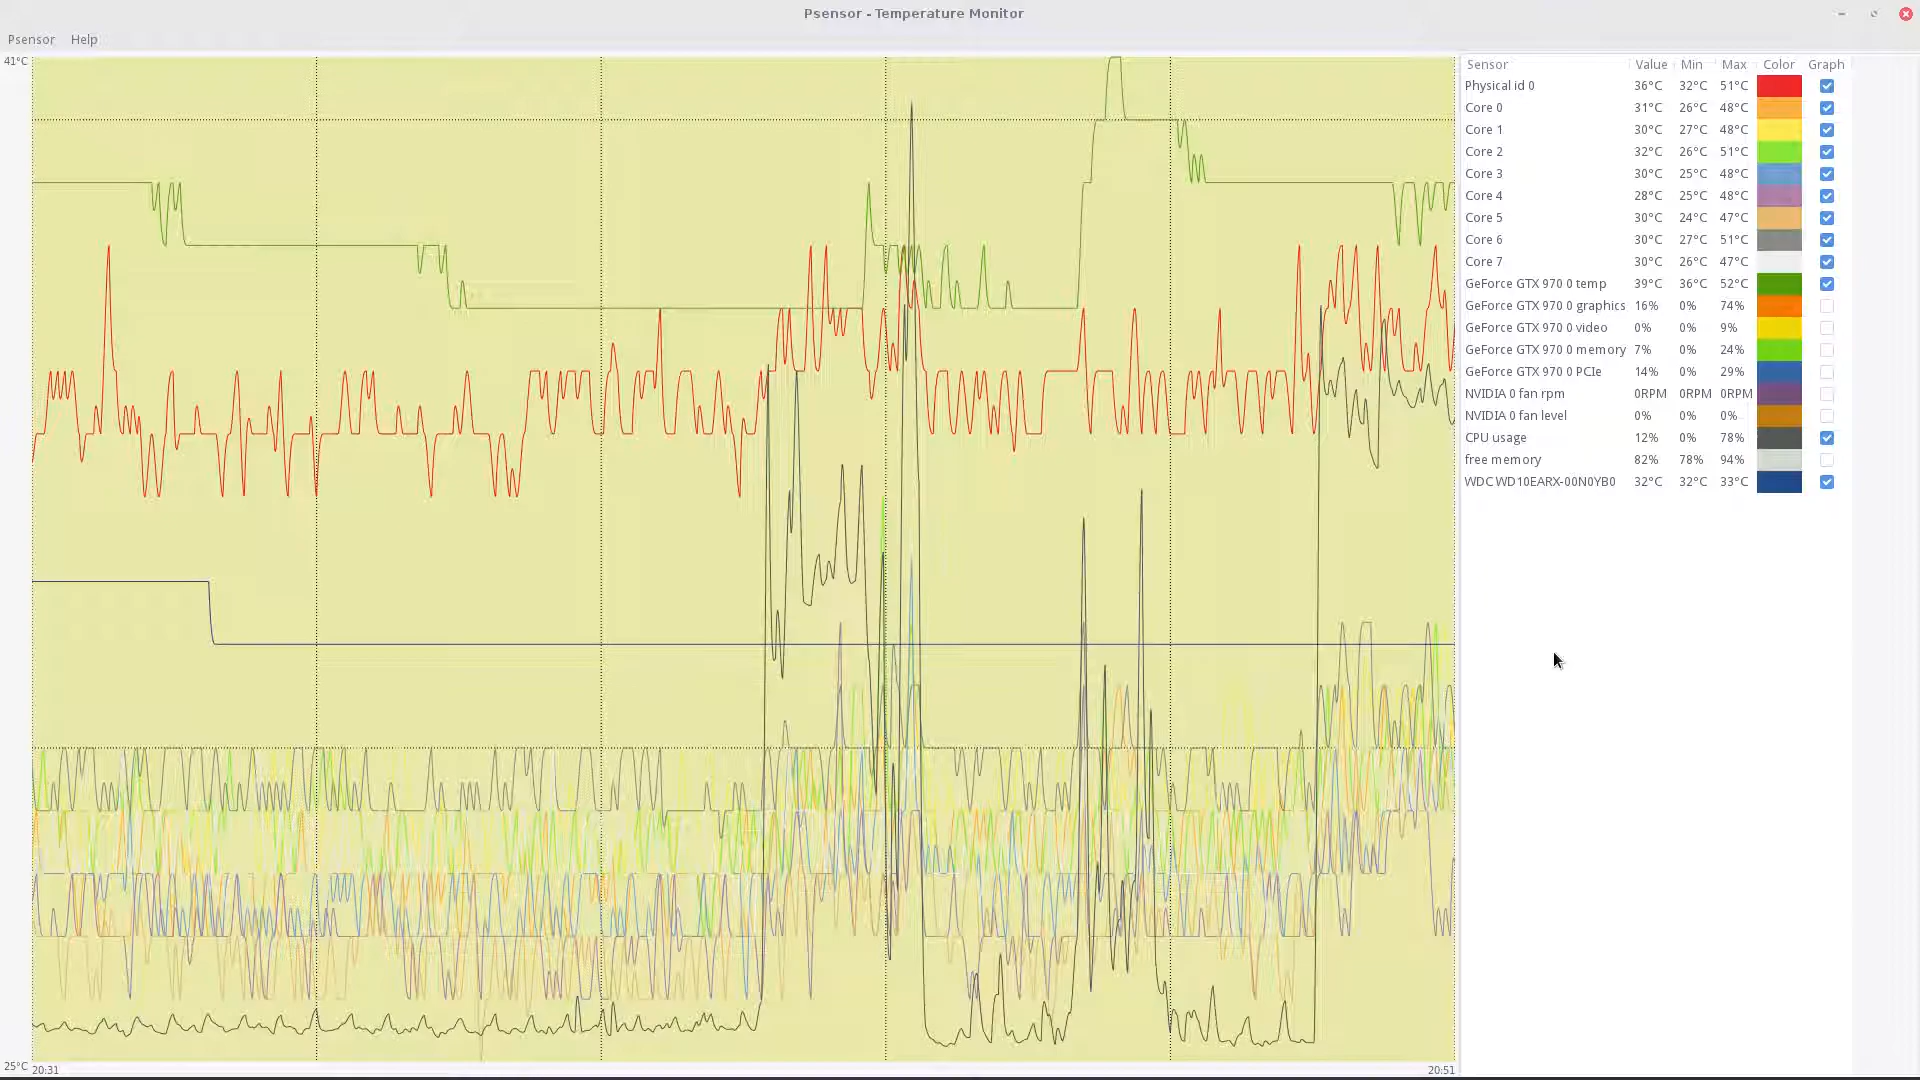 Psensor - Temperature Monitor
Psensor Help
41°C
25°C
20:31 20:51
Sensor Value Min Max Color Graph
Physical id 0 36°C 32°C 51°C
Core 0 31°C 26°C 48°C
Core 1 30°C 27°C 48°C
Core 2 32°C 26°C 51°C
Core 3 30°C 25°C 48°C
Core 4 28°C 25°C 48°C
Core 5 30°C 24°C 47°C
Core 6 30°C 27°C 51°C
Core 7 30°C 26°C 47°C
GeForce GTX 970 0 temp 39°C 36°C 52°C
GeForce GTX 970 0 graphics 16% 0% 74%
GeForce GTX 970 0 video 0% 0% 9%
GeForce GTX 970 0 memory 7% 0% 24%
GeForce GTX 970 0 PCIe 14% 0% 29%
NVIDIA 0 fan rpm 0RPM 0RPM 0RPM
NVIDIA 0 fan level 0% 0% 0%
CPU usage 12% 0% 78%
free memory 82% 78% 94%
WDC WD10EARX-00N0YB0 32°C 32°C 33°C